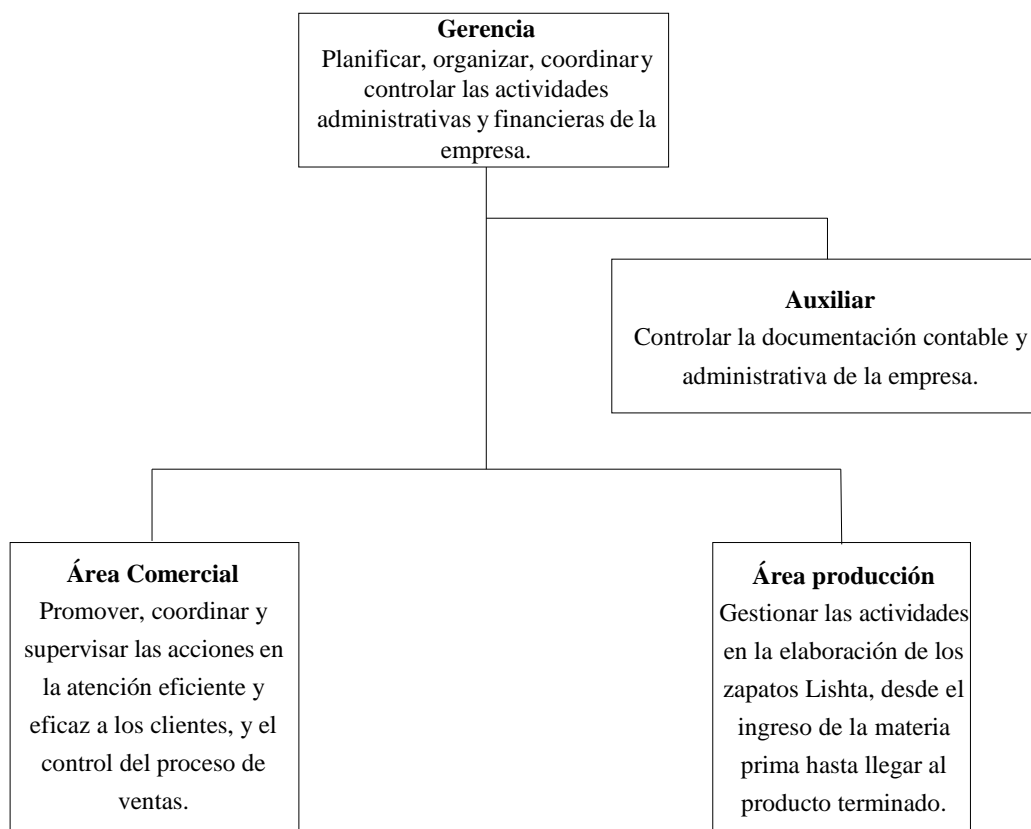 Gerencia
Planificar, organizar, coordinar y
controlar las actividades
administrativas y financieras de la
empresa.
Auxiliar
Controlar la documentación contable y
administrativa de la empresa.
Área Comercial
Promover, coordinar y
supervisar las acciones en
la atención eficiente y
eficaz a los clientes, y el
control del proceso de
ventas.
Área producción
Gestionar las actividades
en la elaboración de los
zapatos Lishta, desde el
ingreso de la materia
prima hasta llegar al
producto terminado.